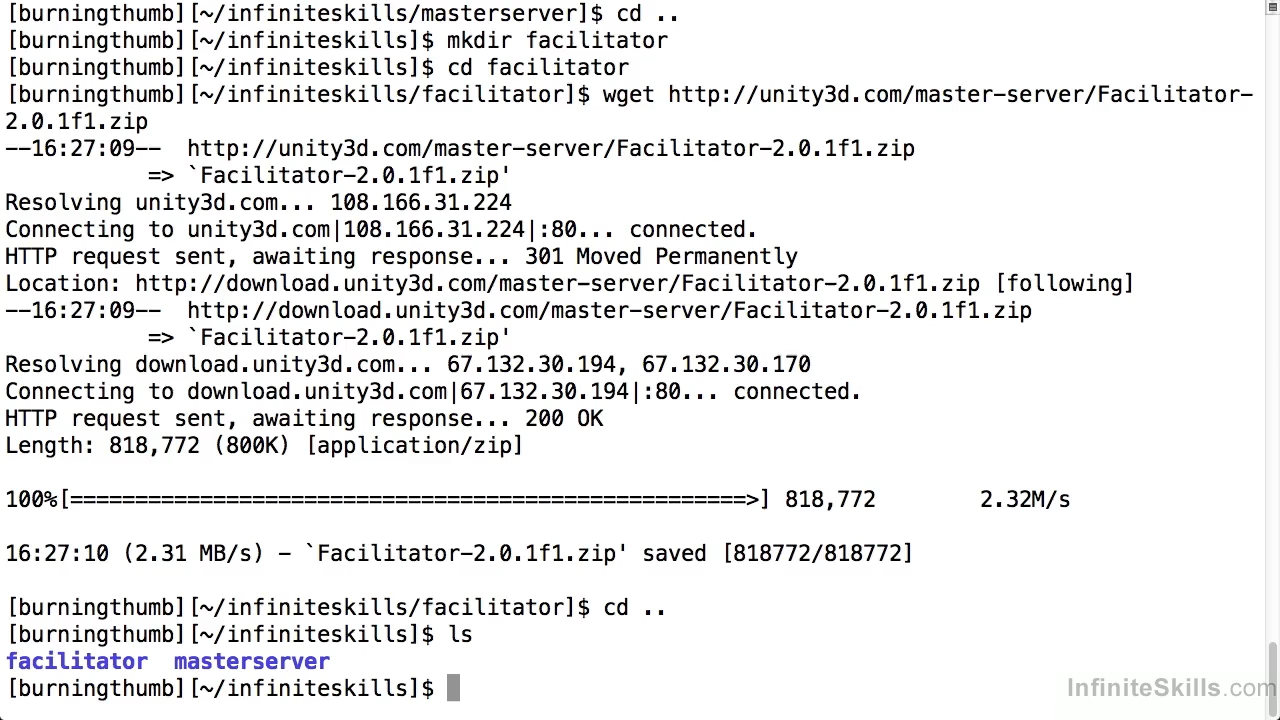 [burningthumb][~/infiniteskills/masterserver]$ cd ..
[burningthumb][~/infiniteskills]$ mkdir facilitator
[burningthumb][~/infiniteskills]$ cd facilitator
[burningthumb][~/infiniteskills/facilitator]$ wget http://unity3d.com/master-server/Facilitator-
2.0.1f1.zip
--16:27:09--  http://unity3d.com/master-server/Facilitator-2.0.1f1.zip
           => `Facilitator-2.0.1f1.zip'
Resolving unity3d.com... 108.166.31.224
Connecting to unity3d.com|108.166.31.224|:80... connected.
HTTP request sent, awaiting response... 301 Moved Permanently
Location: http://download.unity3d.com/master-server/Facilitator-2.0.1f1.zip [following]
--16:27:09--  http://download.unity3d.com/master-server/Facilitator-2.0.1f1.zip
           => `Facilitator-2.0.1f1.zip'
Resolving download.unity3d.com... 67.132.30.194, 67.132.30.170
Connecting to download.unity3d.com|67.132.30.194|:80... connected.
HTTP request sent, awaiting response... 200 OK
Length: 818,772 (800K) [application/zip]
100%[====================================================>] 818,772        2.32M/s
16:27:10 (2.31 MB/s) - `Facilitator-2.0.1f1.zip' saved [818772/818772]
[burningthumb][~/infiniteskills/facilitator]$ cd ..
[burningthumb][~/infiniteskills]$ ls
facilitator  masterserver
[burningthumb][~/infiniteskills]$
InfiniteSkills.com